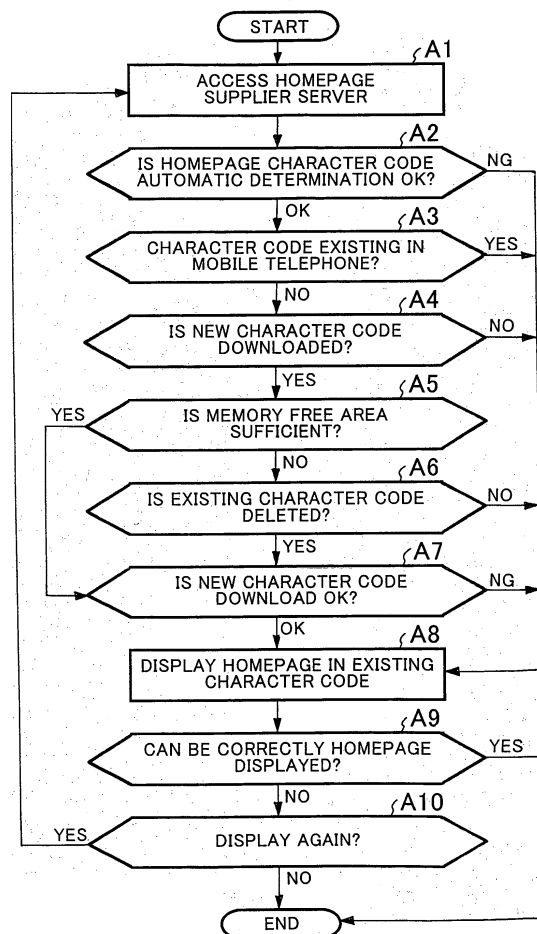 START
A1
ACCESS HOMEPAGE
SUPPLIER SERVER
A2
IS HOMEPAGE CHARACTER CODE
AUTOMATIC DETERMINATION OK?
NG
OK
A3
CHARACTER CODE EXISTING IN
MOBILE TELEPHONE?
YES
NO
A4
IS NEW CHARACTER CODE
DOWNLOADED?
NO
YES
A5
YES
IS MEMORY FREE AREA
SUFFICIENT?
NO
A6
IS EXISTING CHARACTER CODE
DELETED?
NO
YES
A7
IS NEW CHARACTER CODE
DOWNLOAD OK?
NG
OK
A8
DISPLAY HOMEPAGE IN EXISTING
CHARACTER CODE
A9
CAN BE CORRECTLY HOMEPAGE
DISPLAYED?
YES
NO
A10
YES
DISPLAY AGAIN?
NO
END